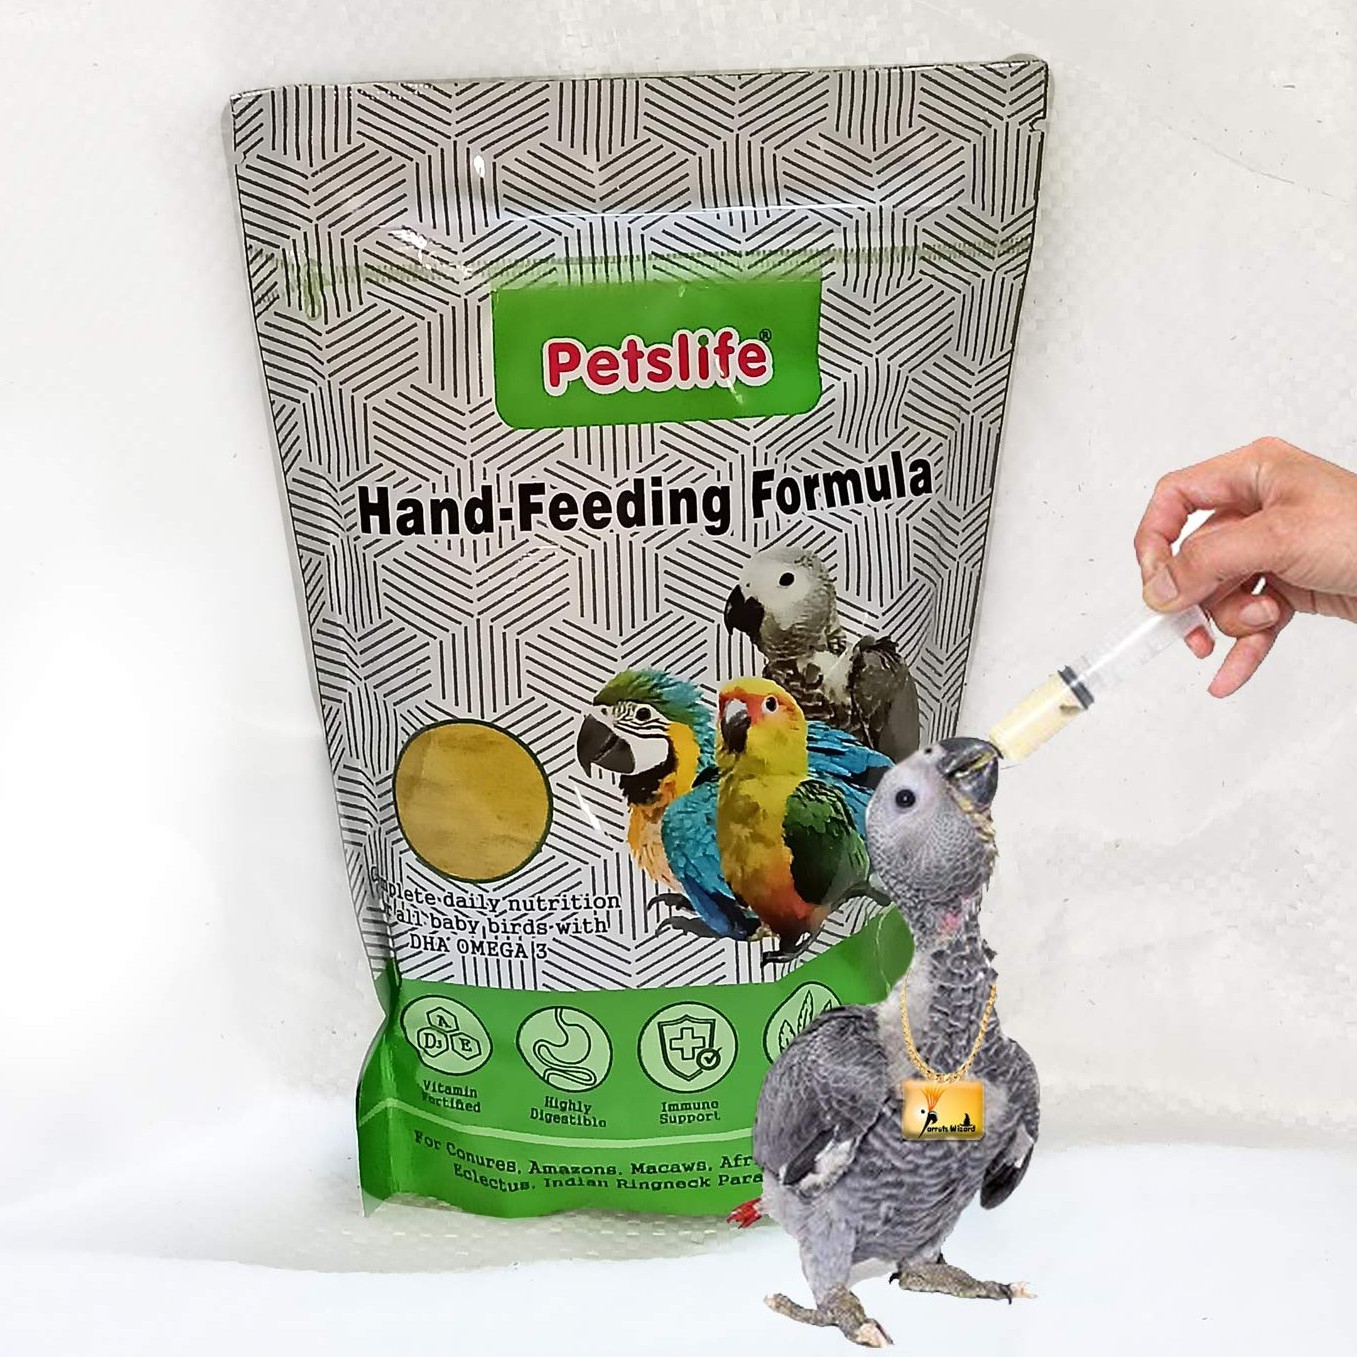 Petslife®
Hand-Feeding Formula
daily nutrition
all baby birds with
DHA OMEGA 3
A
D3 E
Vitamin
Fortified
Highly
Digestible
Immune
Support
For Conures, Amazons, Macaws,
Eclectus, Indian Ringneck
Parrots Wizard